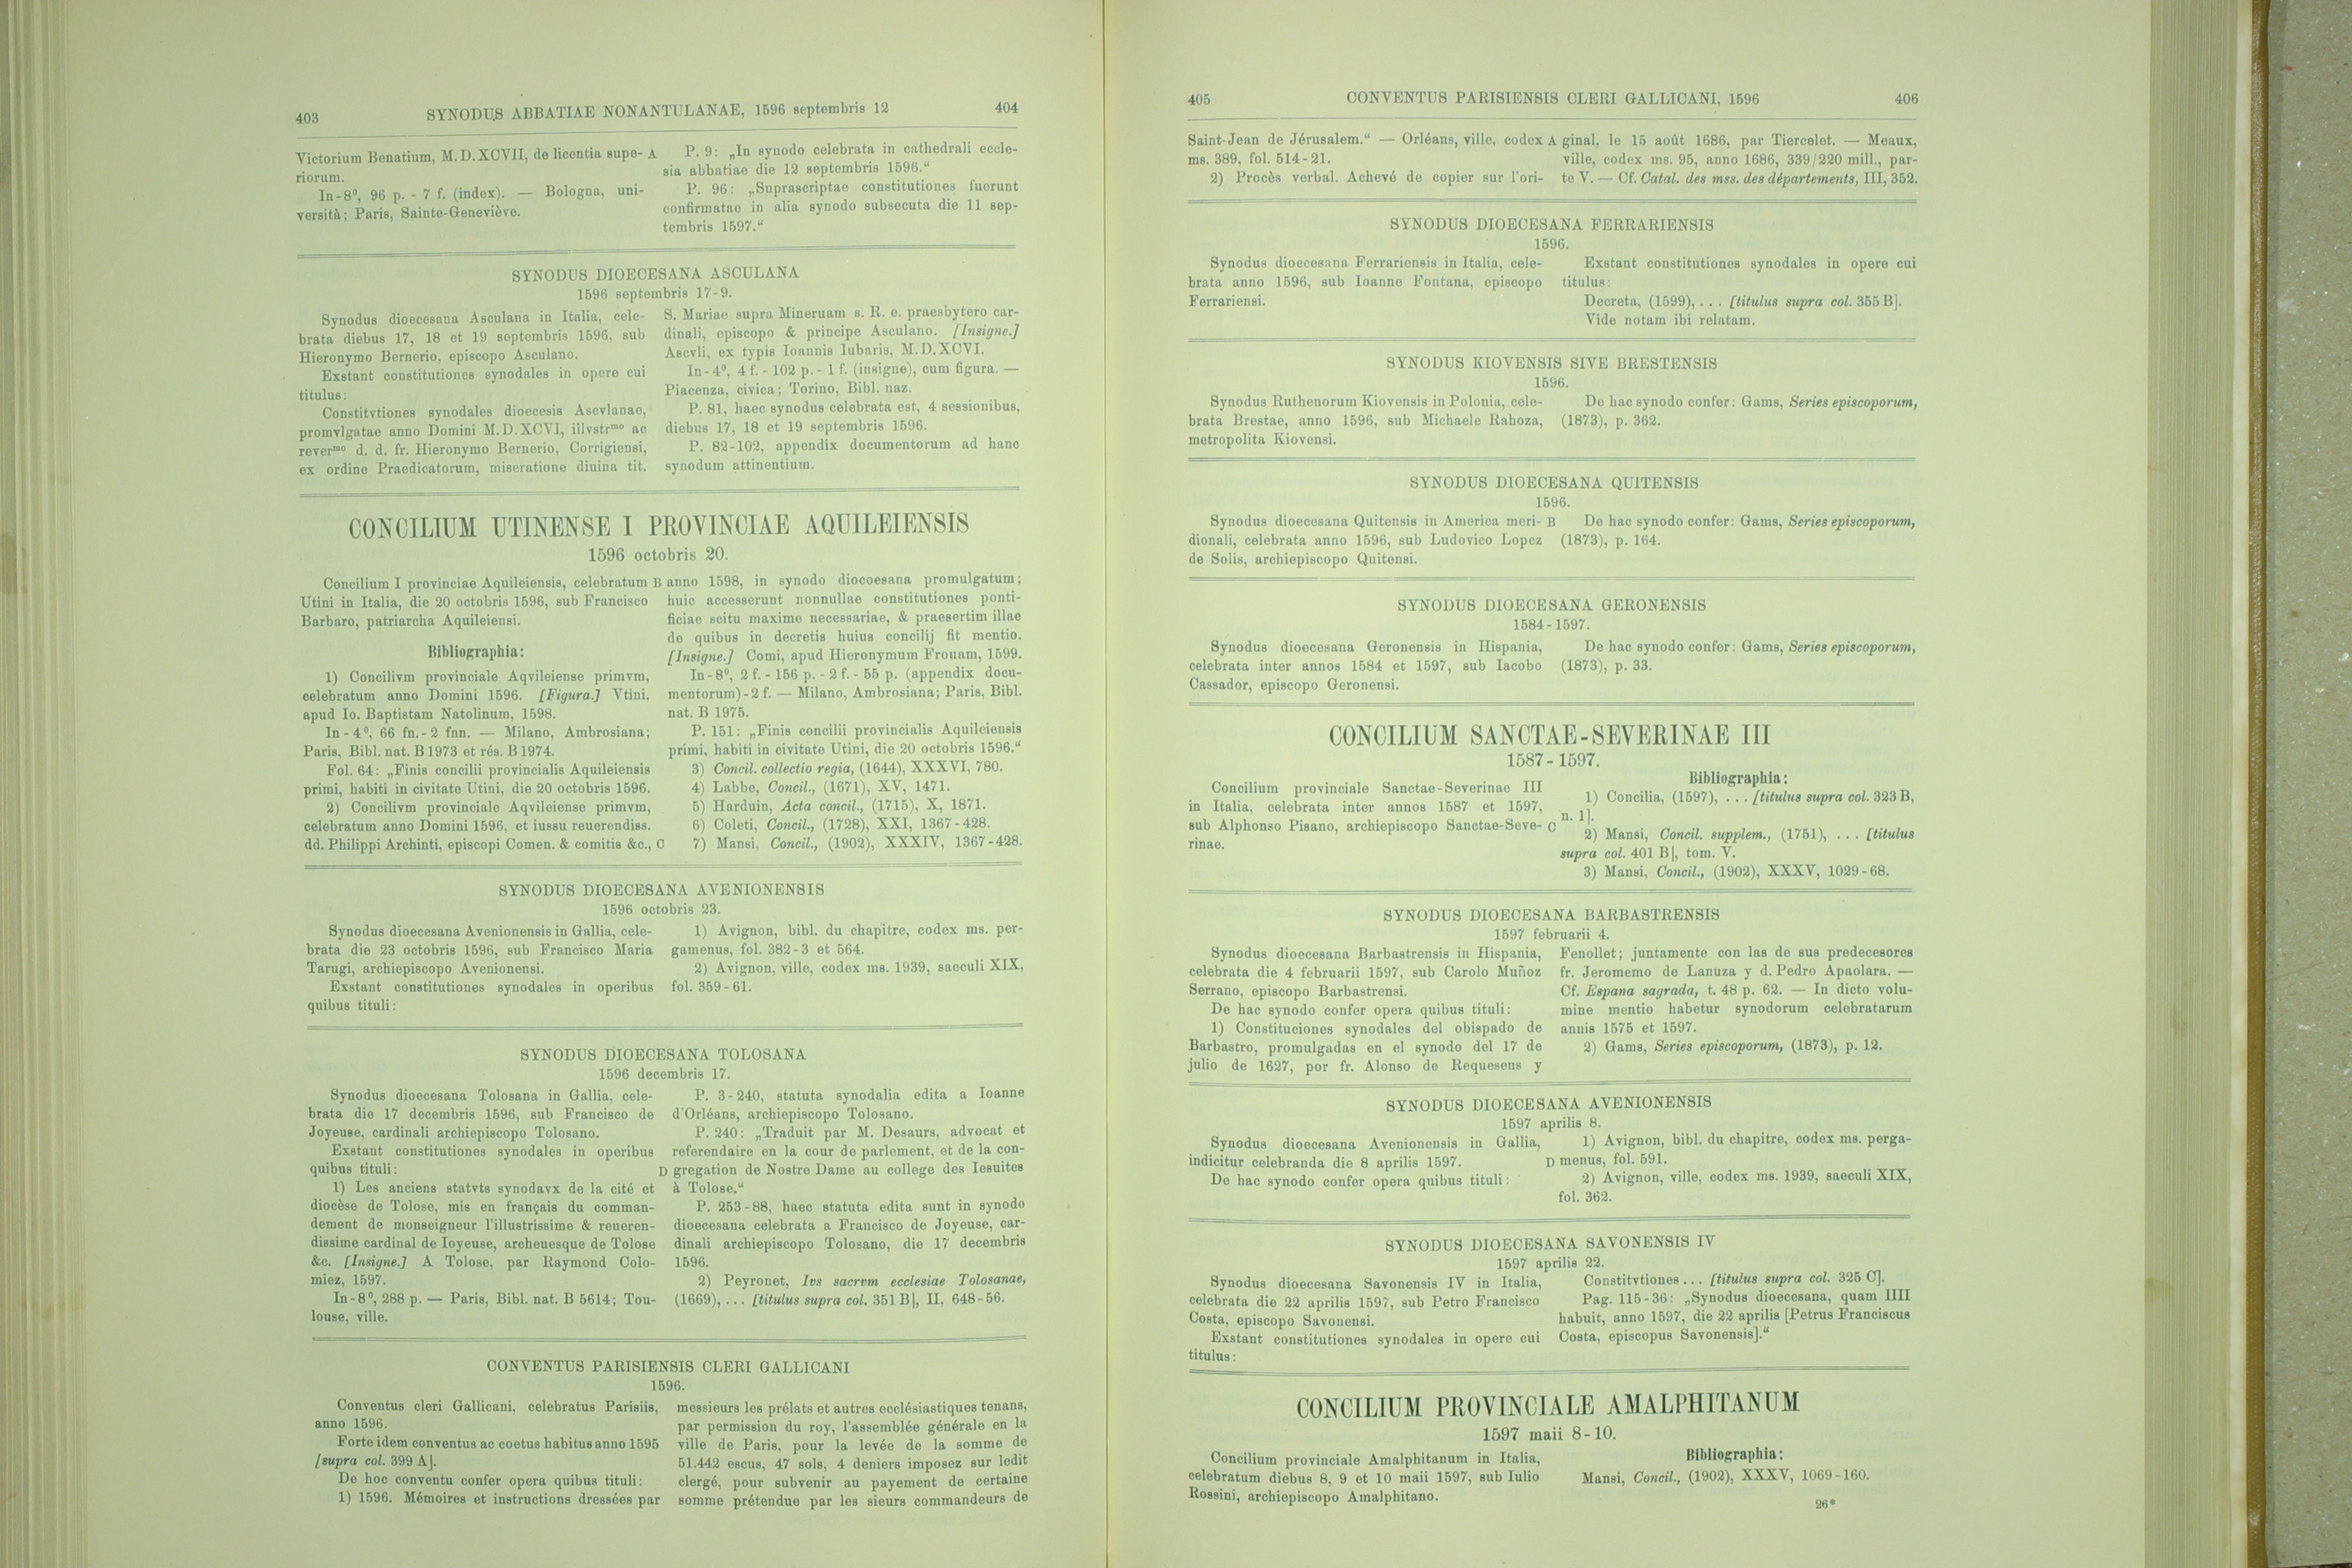 403
SYNODUS ABBATIAE NONANTULANAE, 1596 septembris 12
404
Victorium Benatium, M.D.XCVII, de licentia supe-
riorum.
In-8⁰, 96 p. - 7 f. (index). — Bologna, uni-
versità; Paris, Sainte-Geneviève.
A
P. 9: „In synodo celebrata in cathedrali eccle-
sia abbatiae die 12 septembris 1596.“
P. 96: „Suprascriptae constitutiones fuerunt
confirmatae in alia synodo subsecuta die 11 sep-
tembris 1597.“
SYNODUS DIOECESANA ASCULANA
1596 septembris 17-9.
Synodus dioecesana Asculana in Italia, cele-
brata diebus 17, 18 et 19 septembris 1596, sub
Hieronymo Bernerio, episcopo Asculano.
Exstant constitutiones synodales in opere cui
titulus:
Constitvtiones synodales dioecesis Ascvlanae,
promvlgatae anno Domini M.D.XCVI, illvstrᵐᵒ ac
reverᵐᵒ d. d. fr. Hieronymo Bernerio, Corrigiensi,
ex ordine Praedicatorum, miseratione diuina tit.
S. Mariae supra Mineruam s. R. e. praesbytero car-
dinali, episcopo & principe Asculano. [Insigne.]
Ascvli, ex typis Ioannis Iubaris, M.D.XCVI.
In-4⁰, 4 f. - 102 p. - 1 f. (insigne), cum figura. —
Piacenza, civica; Torino, Bibl. naz.
P. 81, haec synodus celebrata est, 4 sessionibus,
diebus 17, 18 et 19 septembris 1596.
P. 82-102, appendix documentorum ad hanc
synodum attinentium.
CONCILIUM UTINENSE I PROVINCIAE AQUILEIENSIS
1596 octobris 20.
Concilium I provinciae Aquileiensis, celebratum
Utini in Italia, die 20 octobris 1596, sub Francisco
Barbaro, patriarcha Aquileiensi.
Bibliographia:
1) Concilivm provinciale Aqvileiense primvm,
celebratum anno Domini 1596. [Figura.] Vtini,
apud Io. Baptistam Natolinum, 1598.
In-4⁰, 66 fn.-2 fnn. — Milano, Ambrosiana;
Paris, Bibl. nat. B 1973 et rés. B 1974.
Fol. 64: „Finis concilii provincialis Aquileiensis
primi, habiti in civitate Utini, die 20 octobris 1596.
2) Concilivm provinciale Aqvileiense primvm,
celebratum anno Domini 1596, et iussu reuerendiss.
dd. Philippi Archinti, episcopi Comen. & comitis &c.,
B
anno 1598, in synodo dioceesana promulgatum;
huic accesserunt nonnullae constitutiones ponti-
ficiae scitu maxime necessariae, & praesertim illae
de quibus in decretis huius concilij fit mentio.
[Insigne.] Comi, apud Hieronymum Frouam, 1599.
In-8⁰, 2 f. - 156 p. - 2 f. - 55 p. (appendix docu-
mentorum)-2 f. — Milano, Ambrosiana; Paris, Bibl.
nat. B 1975.
P. 151: „Finis concilii provincialis Aquileiensis
primi, habiti in civitate Utini, die 20 octobris 1596.“
3) Concil. collectio regia, (1644), XXXVI, 780.
4) Labbe, Concil., (1671), XV, 1471.
5) Harduin, Acta concil., (1715), X, 1871.
6) Coleti, Concil., (1728), XXI, 1367-428.
C
7) Mansi, Concil., (1902), XXXIV, 1367-428.
SYNODUS DIOECESANA AVENIONENSIS
1596 octobris 23.
Synodus dioecesana Avenionensis in Gallia, cele-
brata die 23 octobris 1596, sub Francisco Maria
Tarugi, archiepiscopo Avenionensi.
Exstant constitutiones synodales in operibus
quibus tituli:
1) Avignon, bibl. du chapitre, codex ms. per-
gamenus, fol. 382-3 et 564.
2) Avignon, ville, codex ms. 1939, saeculi XIX,
fol. 359-61.
SYNODUS DIOECESANA TOLOSANA
1596 decembris 17.
Synodus dioecesana Tolosana in Gallia, cele-
brata die 17 decembris 1596, sub Francisco de
Joyeuse, cardinali archiepiscopo Tolosano.
Exstant constitutiones synodales in operibus
quibus tituli:
1) Les anciens statvts synodavx de la cité et
diocèse de Tolose, mis en français du comman-
dement de monseigneur l'illustrissime & reueren-
dissime cardinal de Ioyeuse, archeuesque de Tolose
&c. [Insigne.] A Tolose, par Raymond Colo-
miez, 1597.
In-8⁰, 288 p. — Paris, Bibl. nat. B 5614; Tou-
louse, ville.
P. 3-240, statuta synodalia edita a Ioanne
d'Orléans, archiepiscopo Tolosano.
P. 240: „Traduit par M. Desaurs, advocat et
referendaire en la cour de parlement, et de la con-
D
gregation de Nostre Dame au college des Iesuites
à Tolose.“
P. 253-88, haec statuta edita sunt in synodo
dioecesana celebrata a Francisco de Joyeuse, car-
dinali archiepiscopo Tolosano, die 17 decembris
1596.
2) Peyronet, Ivs sacrvm ecclesiae Tolosanae,
(1669), ... [titulus supra col. 351 B], II, 648-56.
CONVENTUS PARISIENSIS CLERI GALLICANI
1596.
Conventus cleri Gallicani, celebratus Parisiis,
anno 1596.
Forte idem conventus ac coetus habitus anno 1595
[supra col. 399 A].
De hoc conventu confer opera quibus tituli:
1) 1596. Mémoires et instructions dressées par
messieurs les prélats et autres ecclésiastiques tenans,
par permission du roy, l'assemblée générale en la
ville de Paris, pour la levée de la somme de
51.442 escus, 47 sols, 4 deniers imposez sur ledit
clergé, pour subvenir au payement de certaine
somme prétendue par les sieurs commandeurs de
405
CONVENTUS PARISIENSIS CLERI GALLICANI, 1596
406
Saint-Jean de Jérusalem.“ — Orléans, ville, codex
ms. 389, fol. 514-21.
2) Procès verbal. Achevé de copier sur l'ori-
A
ginal, le 15 août 1686, par Tiercelet. — Meaux,
ville, codex ms. 95, anno 1686, 339/220 mill., par-
te V. — Cf. Catal. des mss. des départements, III, 352.
SYNODUS DIOECESANA FERRARIENSIS
1596.
Synodus dioecesana Ferrariensis in Italia, cele-
brata anno 1596, sub Ioanne Fontana, episcopo
Ferrariensi.
Exstant constitutiones synodales in opere cui
titulus:
Decreta, (1599), ... [titulus supra col. 355 B].
Vide notam ibi relatam.
SYNODUS KIOVENSIS SIVE BRESTENSIS
1596.
Synodus Ruthenorum Kiovensis in Polonia, cele-
brata Brestae, anno 1596, sub Michaele Rahoza,
metropolita Kiovensi.
De hac synodo confer: Gams, Series episcoporum,
(1873), p. 362.
SYNODUS DIOECESANA QUITENSIS
1596.
Synodus dioecesana Quitensis in America meri-
dionali, celebrata anno 1596, sub Ludovico Lopez
de Solis, archiepiscopo Quitensi.
B
De hac synodo confer: Gams, Series episcoporum,
(1873), p. 164.
SYNODUS DIOECESANA GERONENSIS
1584-1597.
Synodus dioecesana Geronensis in Hispania,
celebrata inter annos 1584 et 1597, sub Iacobo
Cassador, episcopo Geronensi.
De hac synodo confer: Gams, Series episcoporum,
(1873), p. 33.
CONCILIUM SANCTAE-SEVERINAE III
1587-1597.
Concilium provinciale Sanctae-Severinae III
in Italia, celebrata inter annos 1587 et 1597,
sub Alphonso Pisano, archiepiscopo Sanctae-Seve-
rinae.
Bibliographia:
1) Concilia, (1597), ... [titulus supra col. 323 B,
n. 1].
C
2) Mansi, Concil. supplem., (1751), ... [titulus
supra col. 401 B], tom. V.
3) Mansi, Concil., (1902), XXXV, 1029-68.
SYNODUS DIOECESANA BARBASTRENSIS
1597 februarii 4.
Synodus dioecesana Barbastrensis in Hispania,
celebrata die 4 februarii 1597, sub Carolo Muñoz
Serrano, episcopo Barbastrensi.
De hac synodo confer opera quibus tituli:
1) Constituciones synodales del obispado de
Barbastro, promulgadas en el synodo del 17 de
julio de 1627, por fr. Alonso de Requesens y
Fenollet; juntamente con las de sus predecesores
fr. Jeromemo de Lanuza y d. Pedro Apaolara. —
Cf. Espana sagrada, t. 48 p. 62. — In dicto volu-
mine mentio habetur synodorum celebratarum
annis 1575 et 1597.
2) Gams, Series episcoporum, (1873), p. 12.
SYNODUS DIOECESANA AVENIONENSIS
1597 aprilis 8.
Synodus dioecesana Avenionensis in Gallia,
indicitur celebranda die 8 aprilis 1597.
De hac synodo confer opera quibus tituli:
1) Avignon, bibl. du chapitre, codex ms. perga-
D
menus, fol. 591.
2) Avignon, ville, codex ms. 1939, saeculi XIX,
fol. 362.
SYNODUS DIOECESANA SAVONENSIS IV
1597 aprilis 22.
Synodus dioecesana Savonensis IV in Italia,
celebrata die 22 aprilis 1597, sub Petro Francisco
Costa, episcopo Savonensi.
Exstant constitutiones synodales in opere cui
titulus:
Constitvtiones ... [titulus supra col. 325 C].
Pag. 115-36: „Synodus dioecesana, quam IIII
habuit, anno 1597, die 22 aprilis [Petrus Franciscus
Costa, episcopus Savonensis].“
CONCILIUM PROVINCIALE AMALPHITANUM
1597 maii 8-10.
Concilium provinciale Amalphitanum in Italia,
celebratum diebus 8, 9 et 10 maii 1597, sub Iulio
Rossini, archiepiscopo Amalphitano.
Bibliographia:
Mansi, Concil., (1902), XXXV, 1069-160.
26*